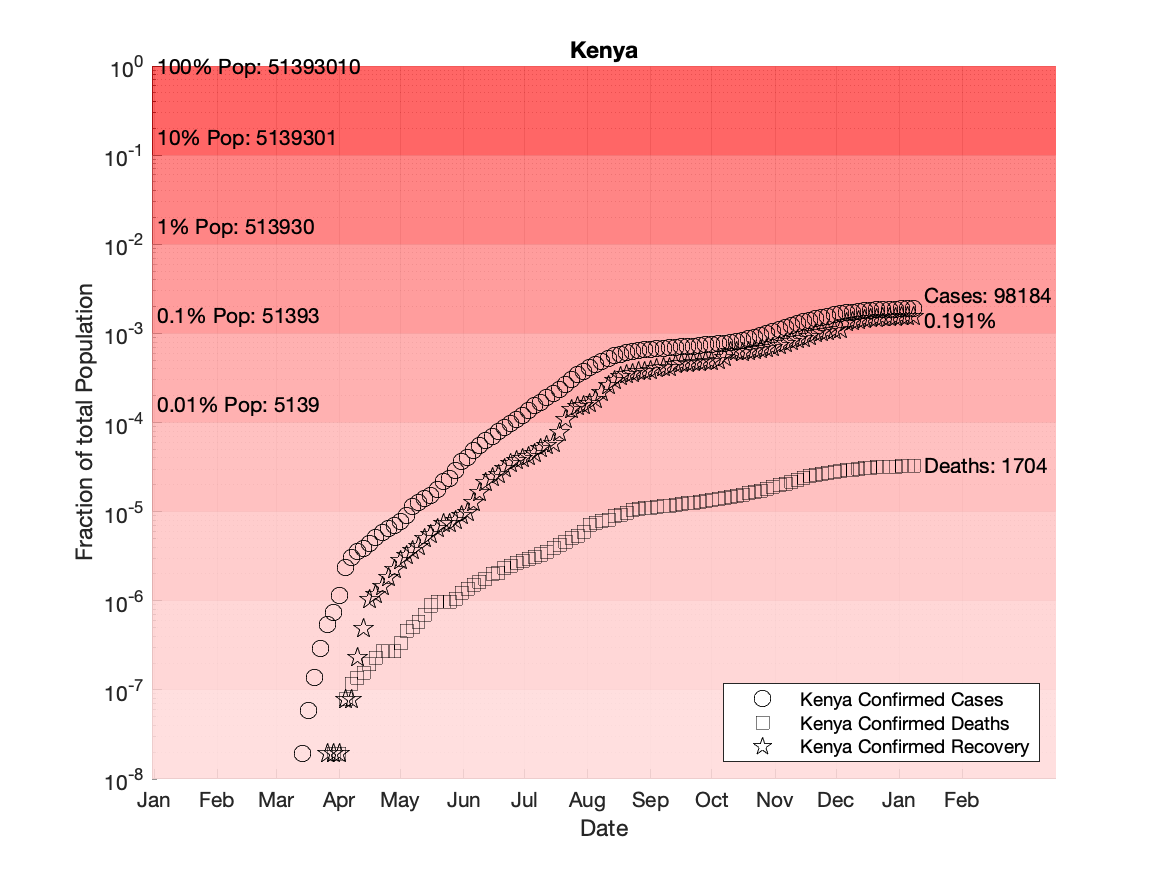 Kenya
10^0
100% Pop: 51393010
10% Pop: 5139301
10^-1
1% Pop: 513930
10^-2
Cases: 98184
0.1% Pop: 51393
0.191%
10^-3
0.01% Pop: 5139
10^-4
Deaths: 1704
10^-5
10^-6
10^-7
10^-8
Fraction of total Population
Kenya Confirmed Cases
Kenya Confirmed Deaths
Kenya Confirmed Recovery
Jan Feb Mar Apr May Jun Jul Aug Sep Oct Nov Dec Jan Feb
Date